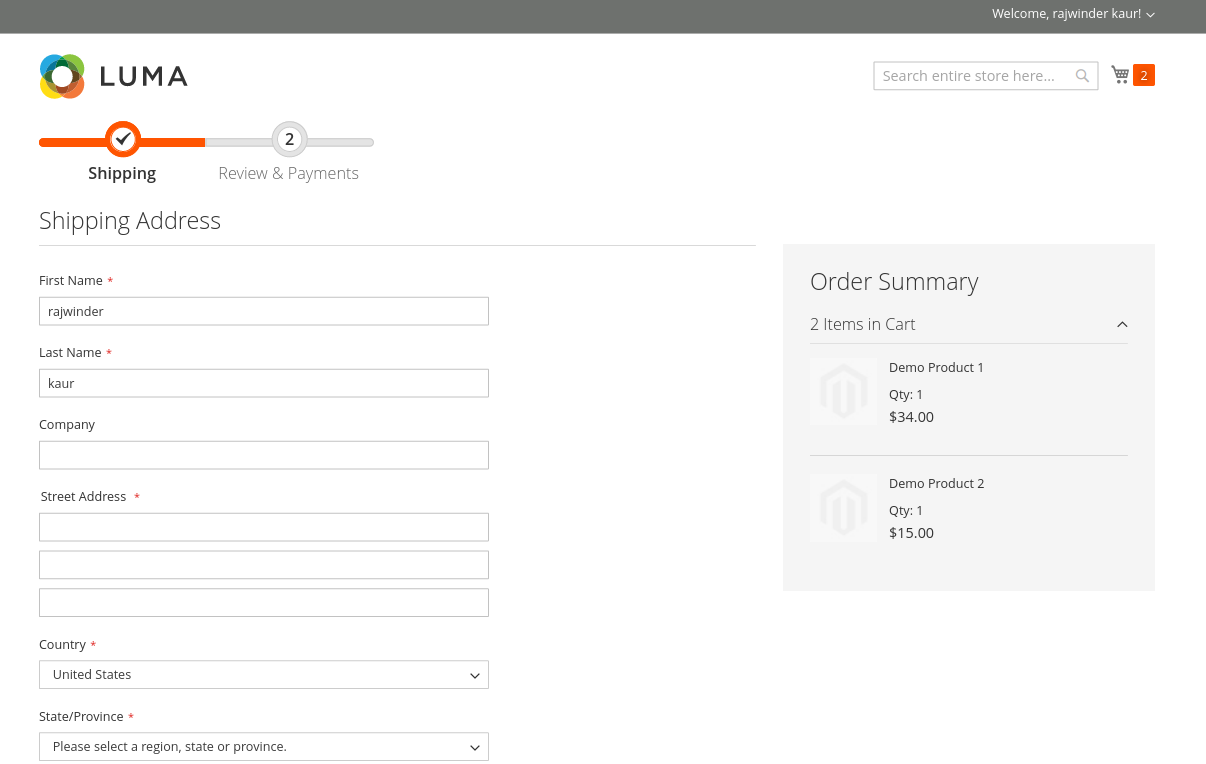 Welcome, rajwinder kaur!
LUMA
Search entire store here...
2
2
Shipping
Review & Payments
Shipping Address
First Name *
rajwinder
Last Name *
kaur
Company
Street Address *
Country *
United States
State/Province *
Please select a region, state or province.
Order Summary
2 Items in Cart
Demo Product 1
Qty: 1
$34.00
Demo Product 2
Qty: 1
$15.00